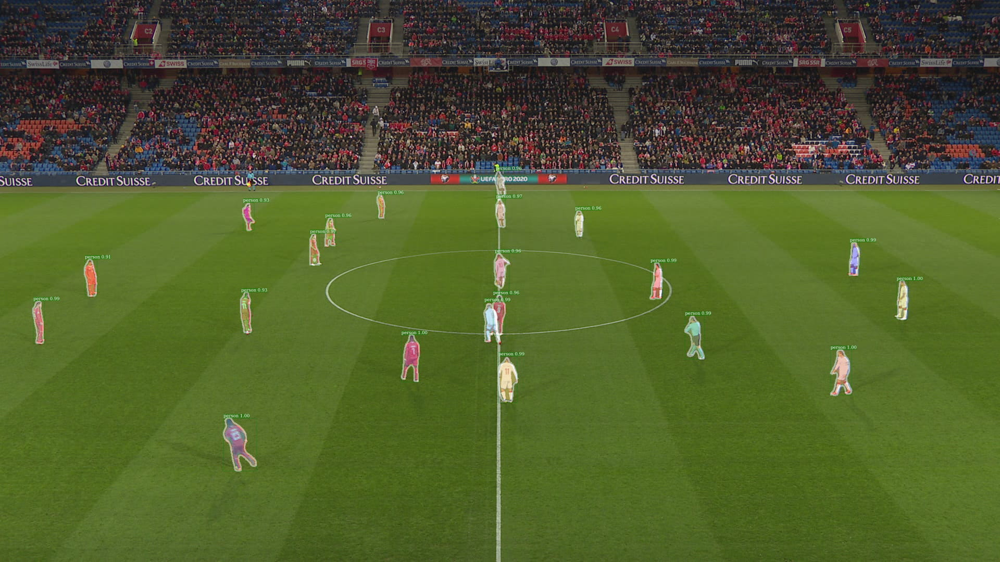 C2
C3
C4
C5
CREDIT SUISSE
SwissLife
CREDIT SUISSE
SWISS
CREDIT SUISSE
CARL F. BUCHERER
CREDIT SUISSE
PUMA
CREDIT SUISSE
SRG S
CREDIT SUISSE
CREDIT SUISSE
Swiss
CREDIT SUISSE
SWISS
CREDIT SUISSE
CARL F. BUCHERER
CREDIT SUISSE
PUMA
CREDIT SUISSE
SRG SSR
CREDIT SUISSE
CREDIT SUISSE
SwissLife
CREDIT SUISSE
person 0.96
SUISSE
CREDIT SUISSE
CREDIT SUISSE
CREDIT SUISSE
UEFA
RO 2020
CREDIT SUISSE
CREDIT SUISSE
CREDIT SUISSE
CREDIT
person 0.96
person 0.97
person 0.93
person 0.96
person 0.96
person 0.97
person 0.99
person 0.96
10
person 0.91
person 0.99
person 1.00
person 0.93
person 0.96
person 0.99
person 0.99
8
person 0.99
person 1.00
person 1.00
person 0.99
11
person 1.00